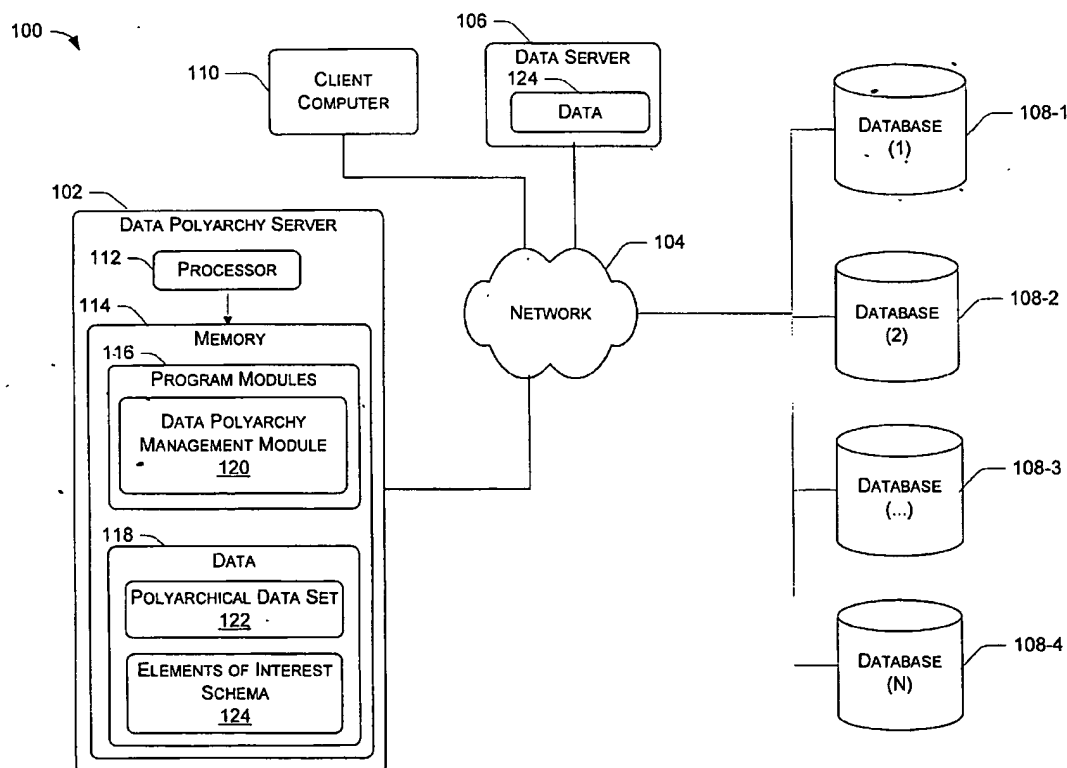 100
106
DATA SERVER
124
DATA
110
CLIENT
COMPUTER
DATABASE
(1)
108-1
102
DATA POLYARCHY SERVER
112
PROCESSOR
114
MEMORY
116
PROGRAM MODULES
DATA POLYARCHY
MANAGEMENT MODULE
120
118
DATA
POLYARCHICAL DATA SET
122
ELEMENTS OF INTEREST
SCHEMA
124
104
NETWORK
DATABASE
(2)
108-2
DATABASE
(...)
108-3
DATABASE
(N)
108-4